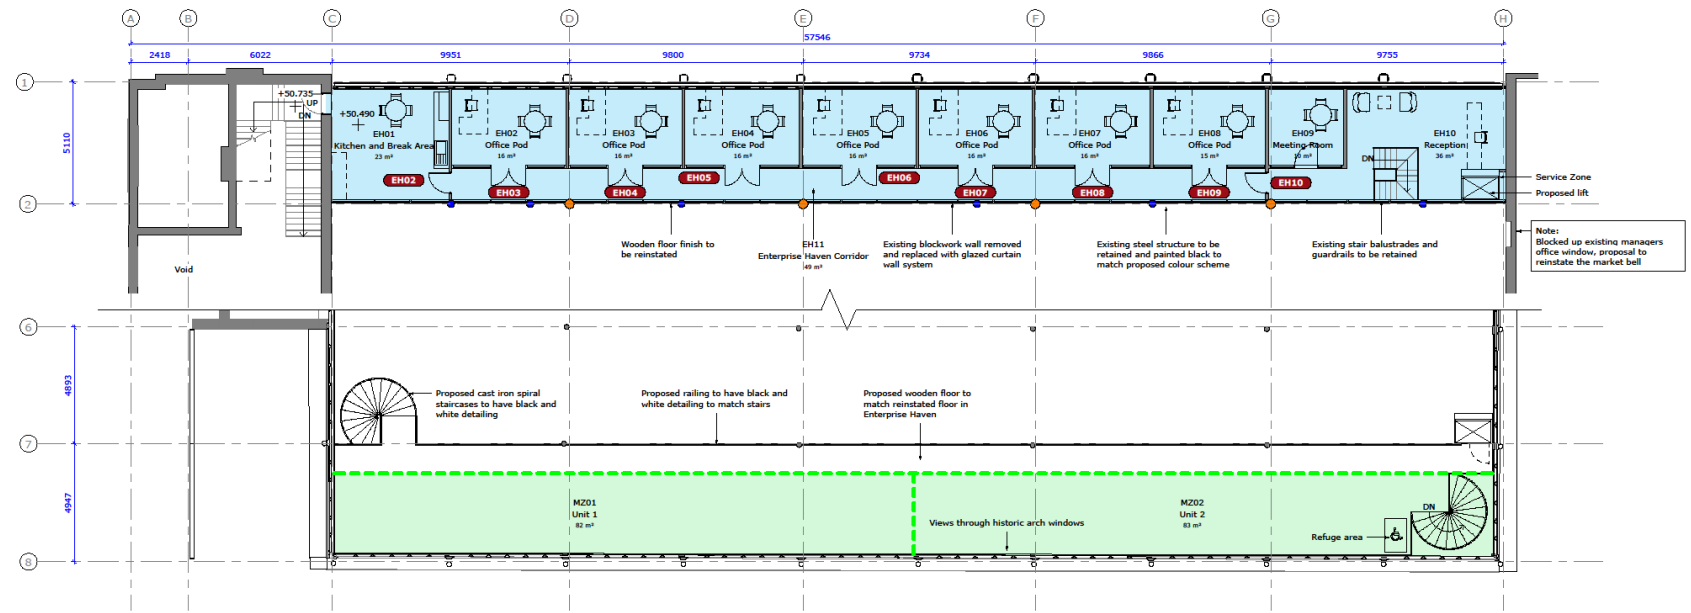 A B C D E F G H
57546
2418 6022 9951 9800 9734 9866 9755
1
+50.735
UP
DN
+50.490
EH01
Kitchen and Break Area
23 m²
EH02
Office Pod
16 m²
EH03
Office Pod
16 m²
EH04
Office Pod
16 m²
EH05
Office Pod
16 m²
EH06
Office Pod
16 m²
EH07
Office Pod
16 m²
EH08
Office Pod
15 m²
EH09
Meeting Room
10 m²
DN
EH10
Reception
36 m²
5110
EH02
EH03
EH04
EH05
EH06
EH07
EH08
EH09
EH10
Service Zone
Proposed lift
2
Void
Wooden floor finish to
be reinstated
EH11
Enterprise Haven Corridor
49 m²
Existing blockwork wall removed
and replaced with glazed curtain
wall system
Existing steel structure to be
retained and painted black to
match proposed colour scheme
Existing stair balustrades and
guardrails to be retained
Note:
Blocked up existing managers
office window, proposal to
reinstate the market bell
6
4893
Proposed cast iron spiral
staircases to have black and
white detailing
Proposed railing to have black and
white detailing to match stairs
Proposed wooden floor to
match reinstated floor in
Enterprise Haven
7
4947
MZ01
Unit 1
82 m²
MZ02
Unit 2
83 m²
DN
Views through historic arch windows
Refuge area
8